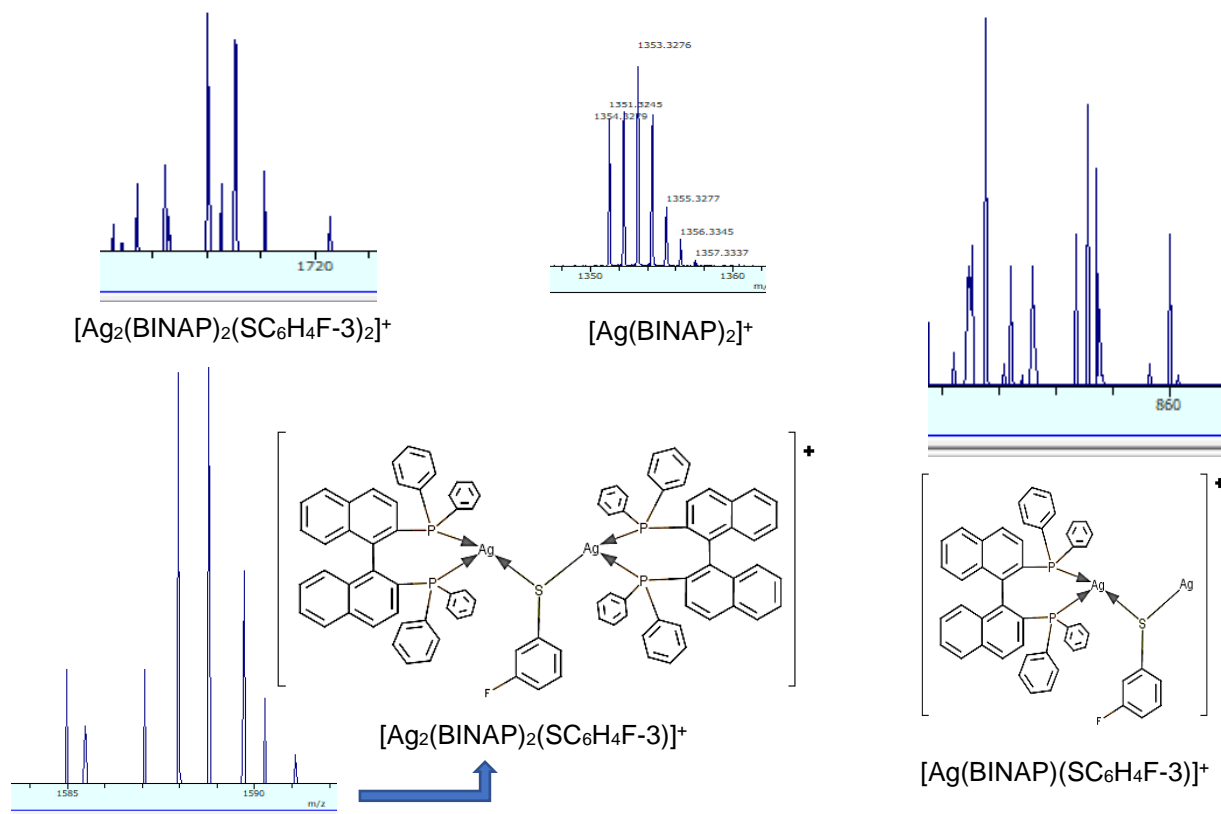 1353.3276
1351.3245
1354.3279
1355.3277
1356.3345
1357.3337
1350
1360
m/
1720
860
[Ag₂(BINAP)₂(SC₆H₄F-3)₂]⁺
[Ag(BINAP)₂]⁺
+
P
P
Ag
Ag
P
P
S
F
+
P
Ag
Ag
P
S
F
[Ag₂(BINAP)₂(SC₆H₄F-3)]⁺
[Ag(BINAP)(SC₆H₄F-3)]⁺
1585
1590
m/z